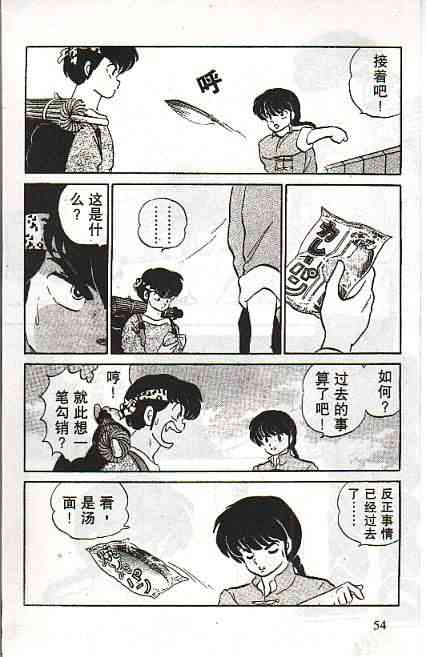 接着吧！
呼
カレーパン
…………
这是什
么？
如何？
过去的事
算了吧！
哼！
就此想一
笔勾销？
反正事情
已经过去
了……
看，
是汤
面！
54